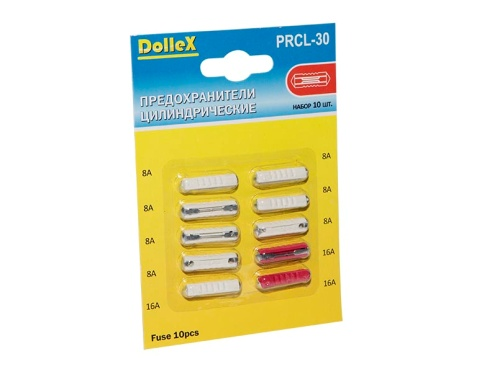 DolleX
PRCL-30
ПРЕДОХРАНИТЕЛИ
ЦИЛИНДРИЧЕСКИЕ
НАБОР 10 ШТ.
8A
8A
8A
8A
16A
8A
8A
8A
16A
16A
Fuse 10pcs